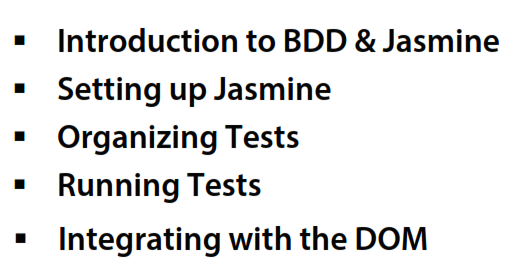 ▪ Introduction to BDD & Jasmine
▪ Setting up Jasmine
▪ Organizing Tests
▪ Running Tests
▪ Integrating with the DOM